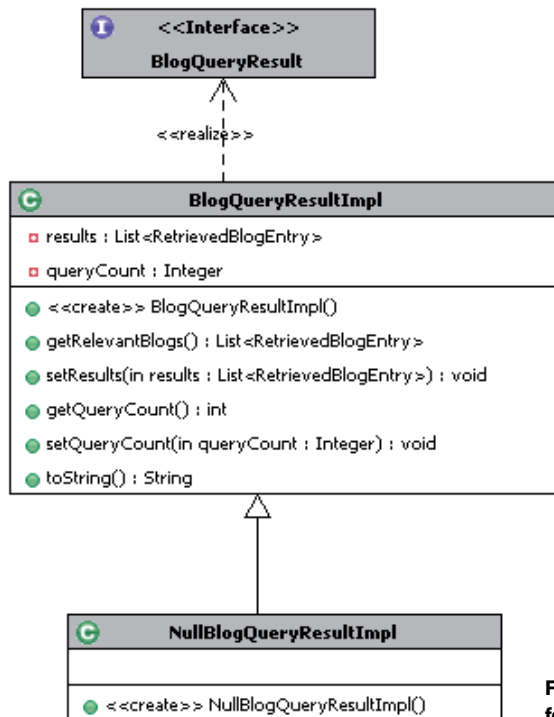 I <<Interface>>
BlogQueryResult
<<realize>>
C BlogQueryResultImpl
results : List<RetrievedBlogEntry>
queryCount : Integer
<<create>> BlogQueryResultImpl()
getRelevantBlogs() : List<RetrievedBlogEntry>
setResults(in results : List<RetrievedBlogEntry>) : void
getQueryCount() : int
setQueryCount(in queryCount : Integer) : void
toString() : String
C NullBlogQueryResultImpl
<<create>> NullBlogQueryResultImpl()